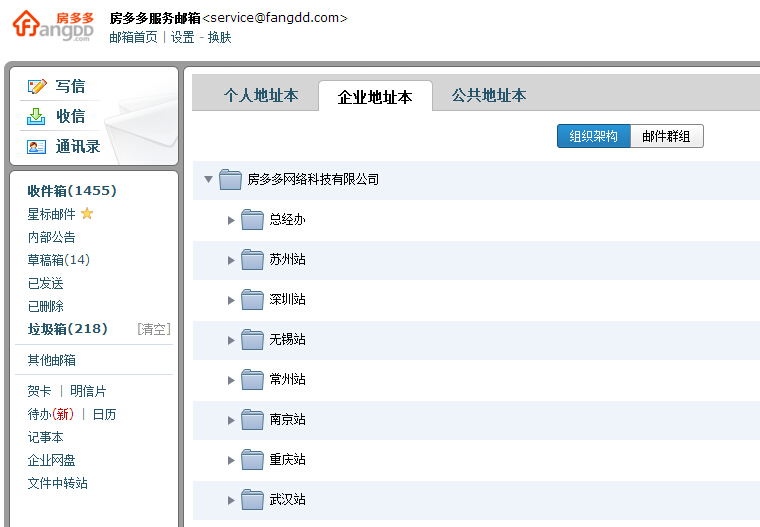 房多多
angDD
.com
房多多服务邮箱<service@fangdd.com>
邮箱首页 | 设置 - 换肤
写信
收信
通讯录
收件箱(1455)
星标邮件
内部公告
草稿箱(14)
已发送
已删除
垃圾箱(218) [清空]
其他邮箱
贺卡 | 明信片
待办(新) | 日历
记事本
企业网盘
文件中转站
个人地址本 企业地址本 公共地址本
组织架构 邮件群组
房多多网络科技有限公司
总经办
苏州站
深圳站
无锡站
常州站
南京站
重庆站
武汉站